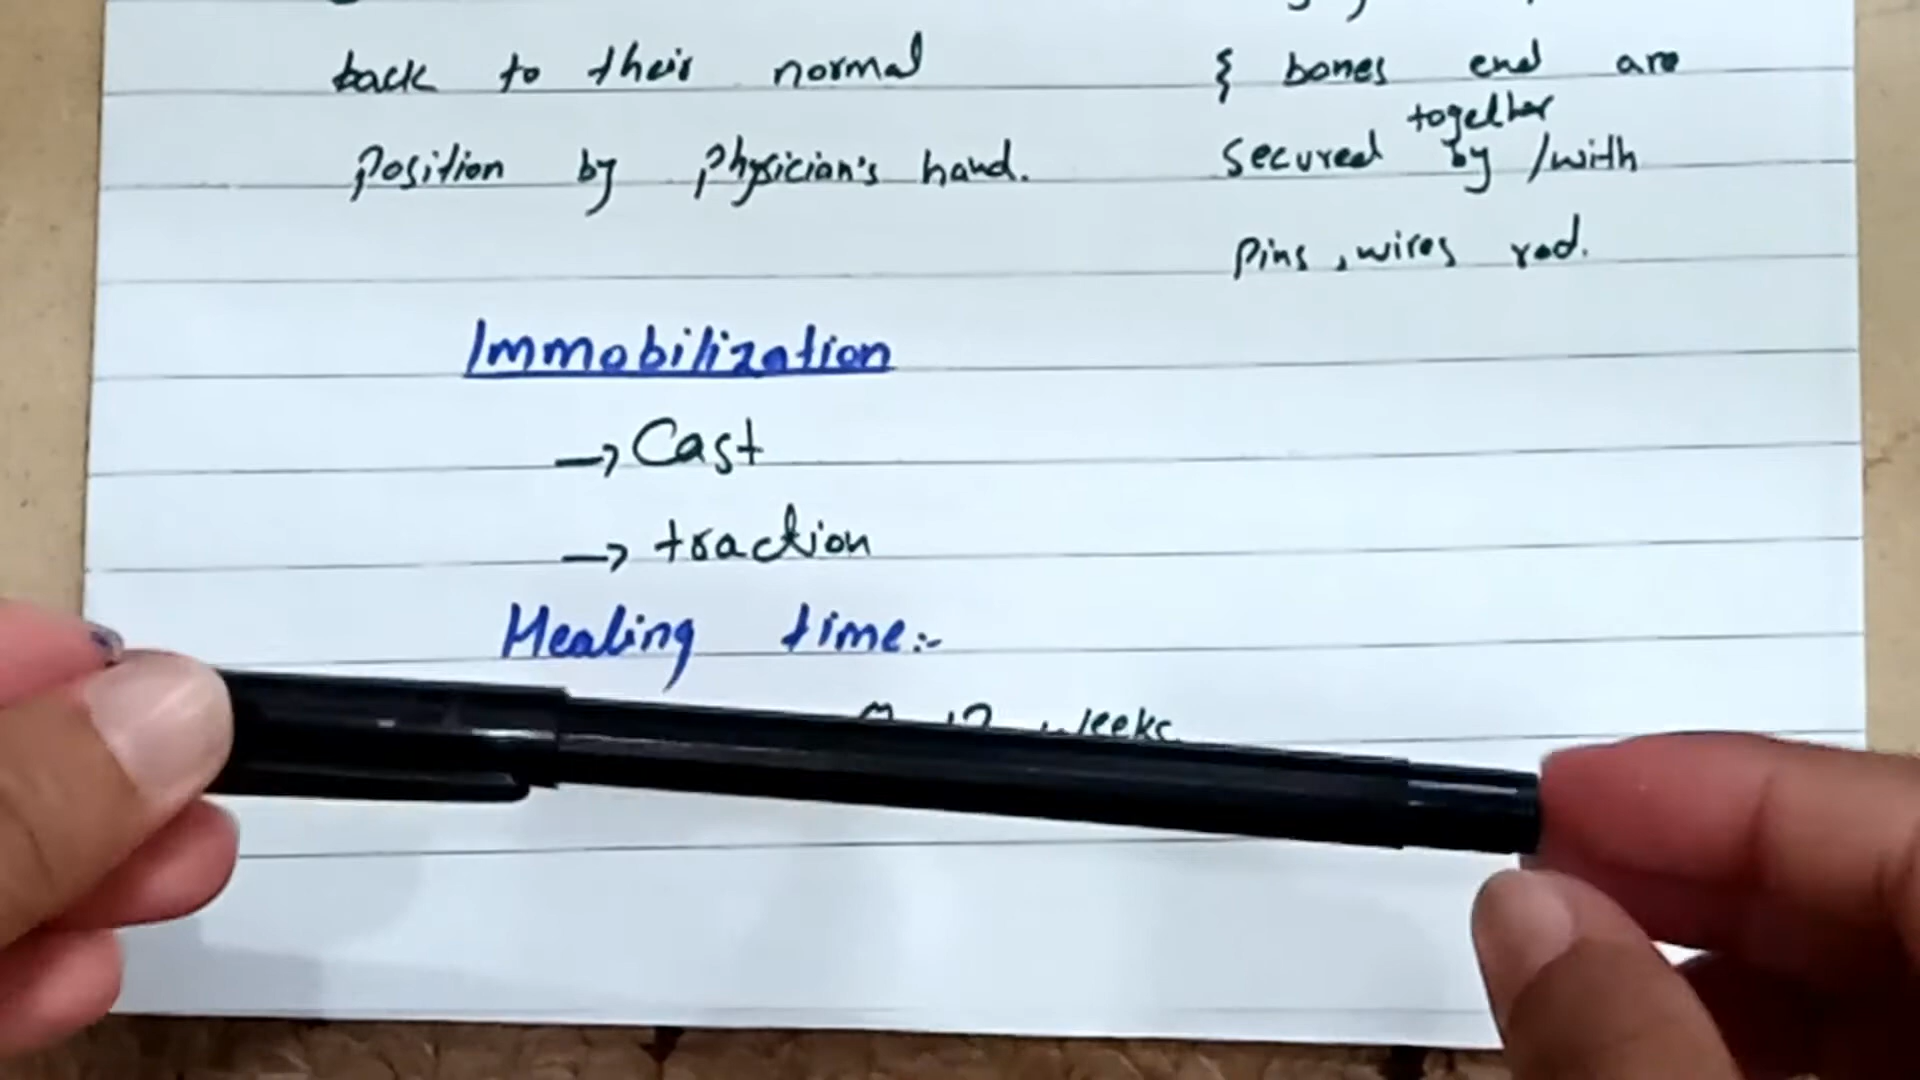 back to their normal
position by physician's hand.
& bones end are
together
secured by /with
pins, wires rod.
Immobilization
→ Cast
→ traction
Healing time:-
12 weeks